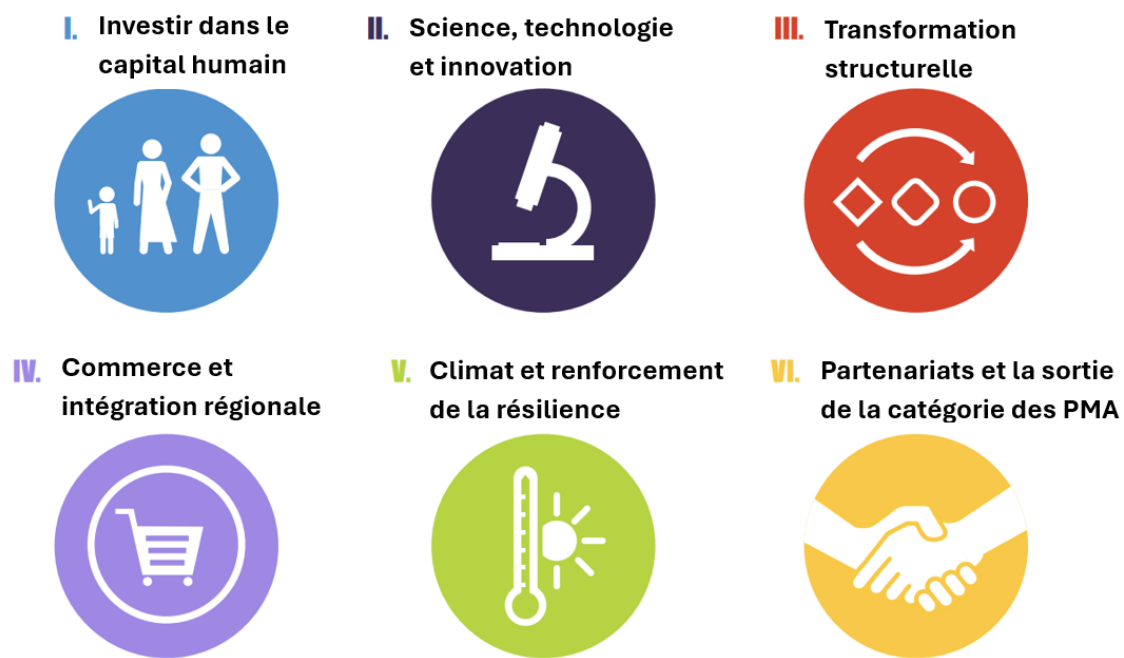 I. Investir dans le
capital humain
II. Science, technologie
et innovation
III. Transformation
structurelle
IV. Commerce et
intégration régionale
V. Climat et renforcement
de la résilience
VI. Partenariats et la sortie
de la catégorie des PMA